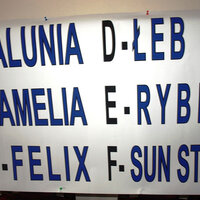 ALUNIA D-ŁEB
AMELIA E-RYB
-FELIX F-SUN ST